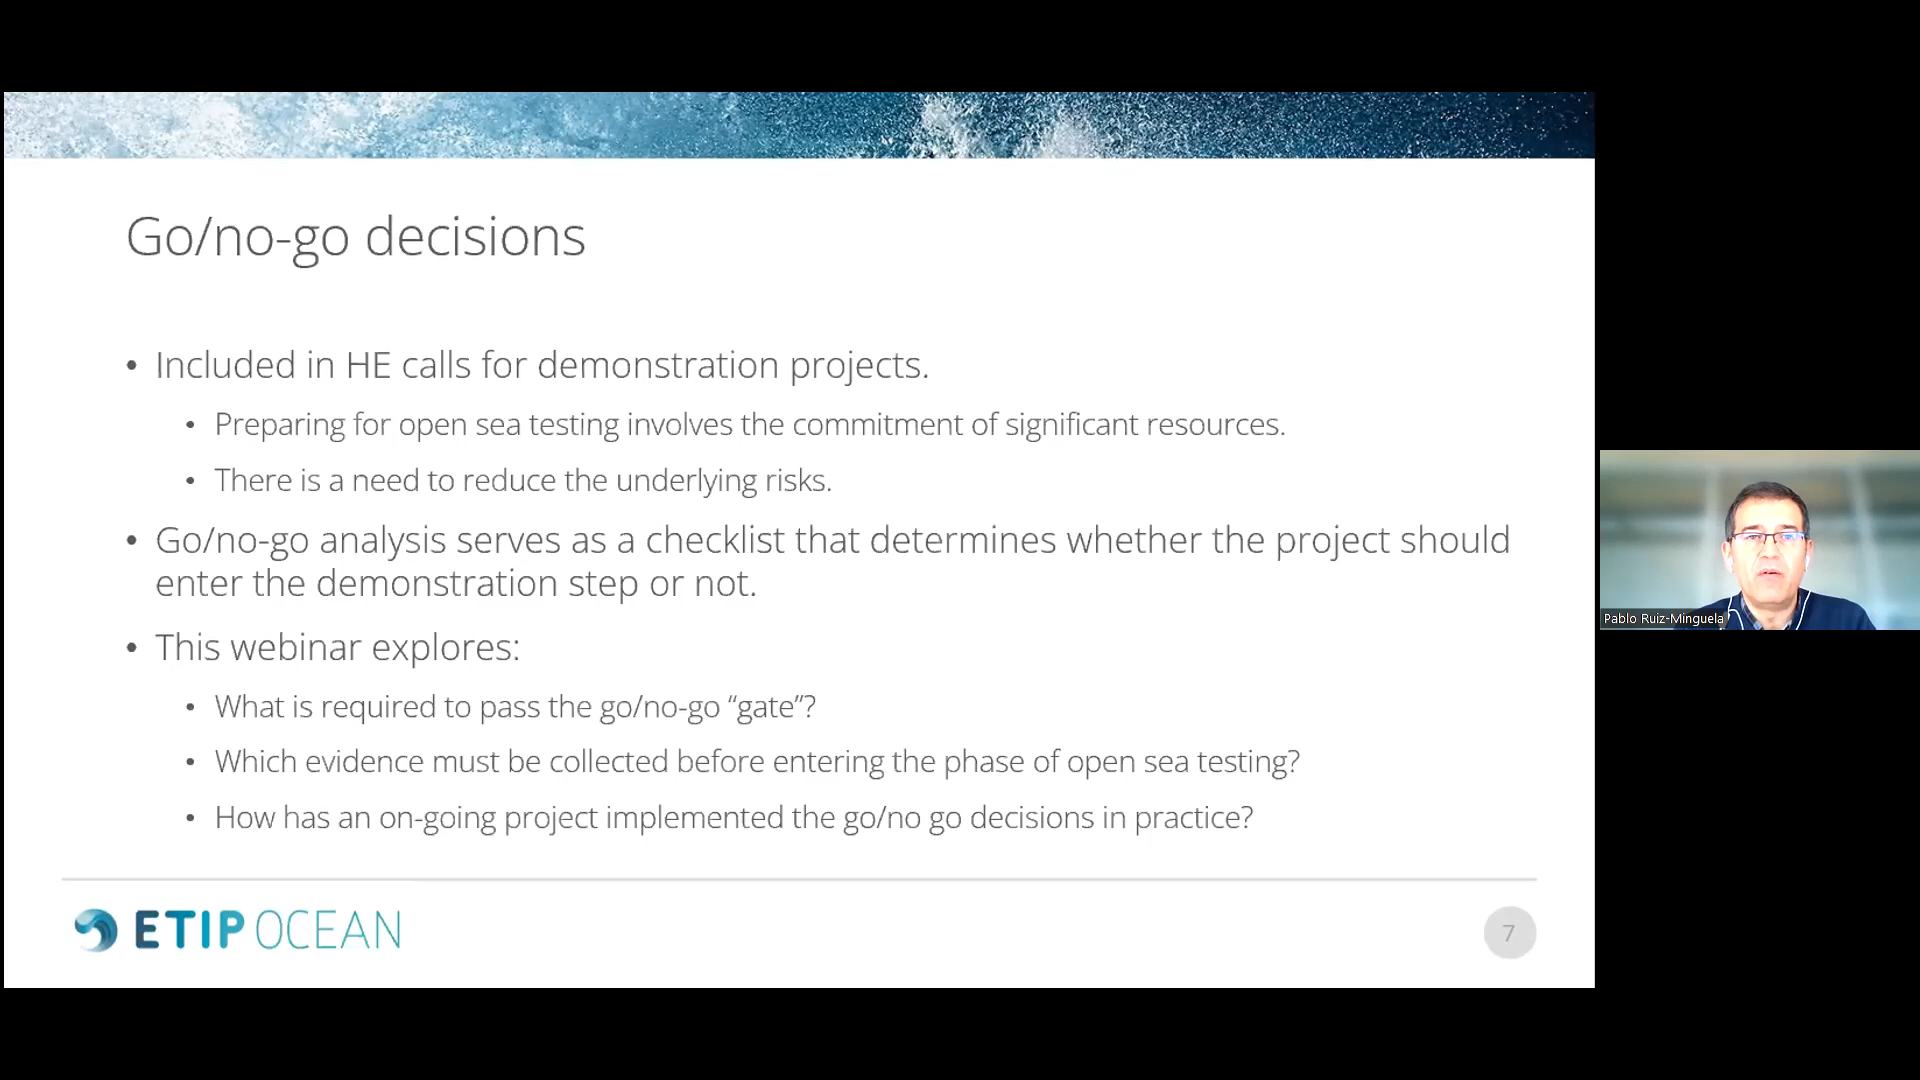 Go/no-go decisions
• Included in HE calls for demonstration projects.
• Preparing for open sea testing involves the commitment of significant resources.
• There is a need to reduce the underlying risks.
• Go/no-go analysis serves as a checklist that determines whether the project should
enter the demonstration step or not.
• This webinar explores:
• What is required to pass the go/no-go “gate”?
• Which evidence must be collected before entering the phase of open sea testing?
• How has an on-going project implemented the go/no go decisions in practice?
ETIP OCEAN
7
Pablo Ruiz-Minguela